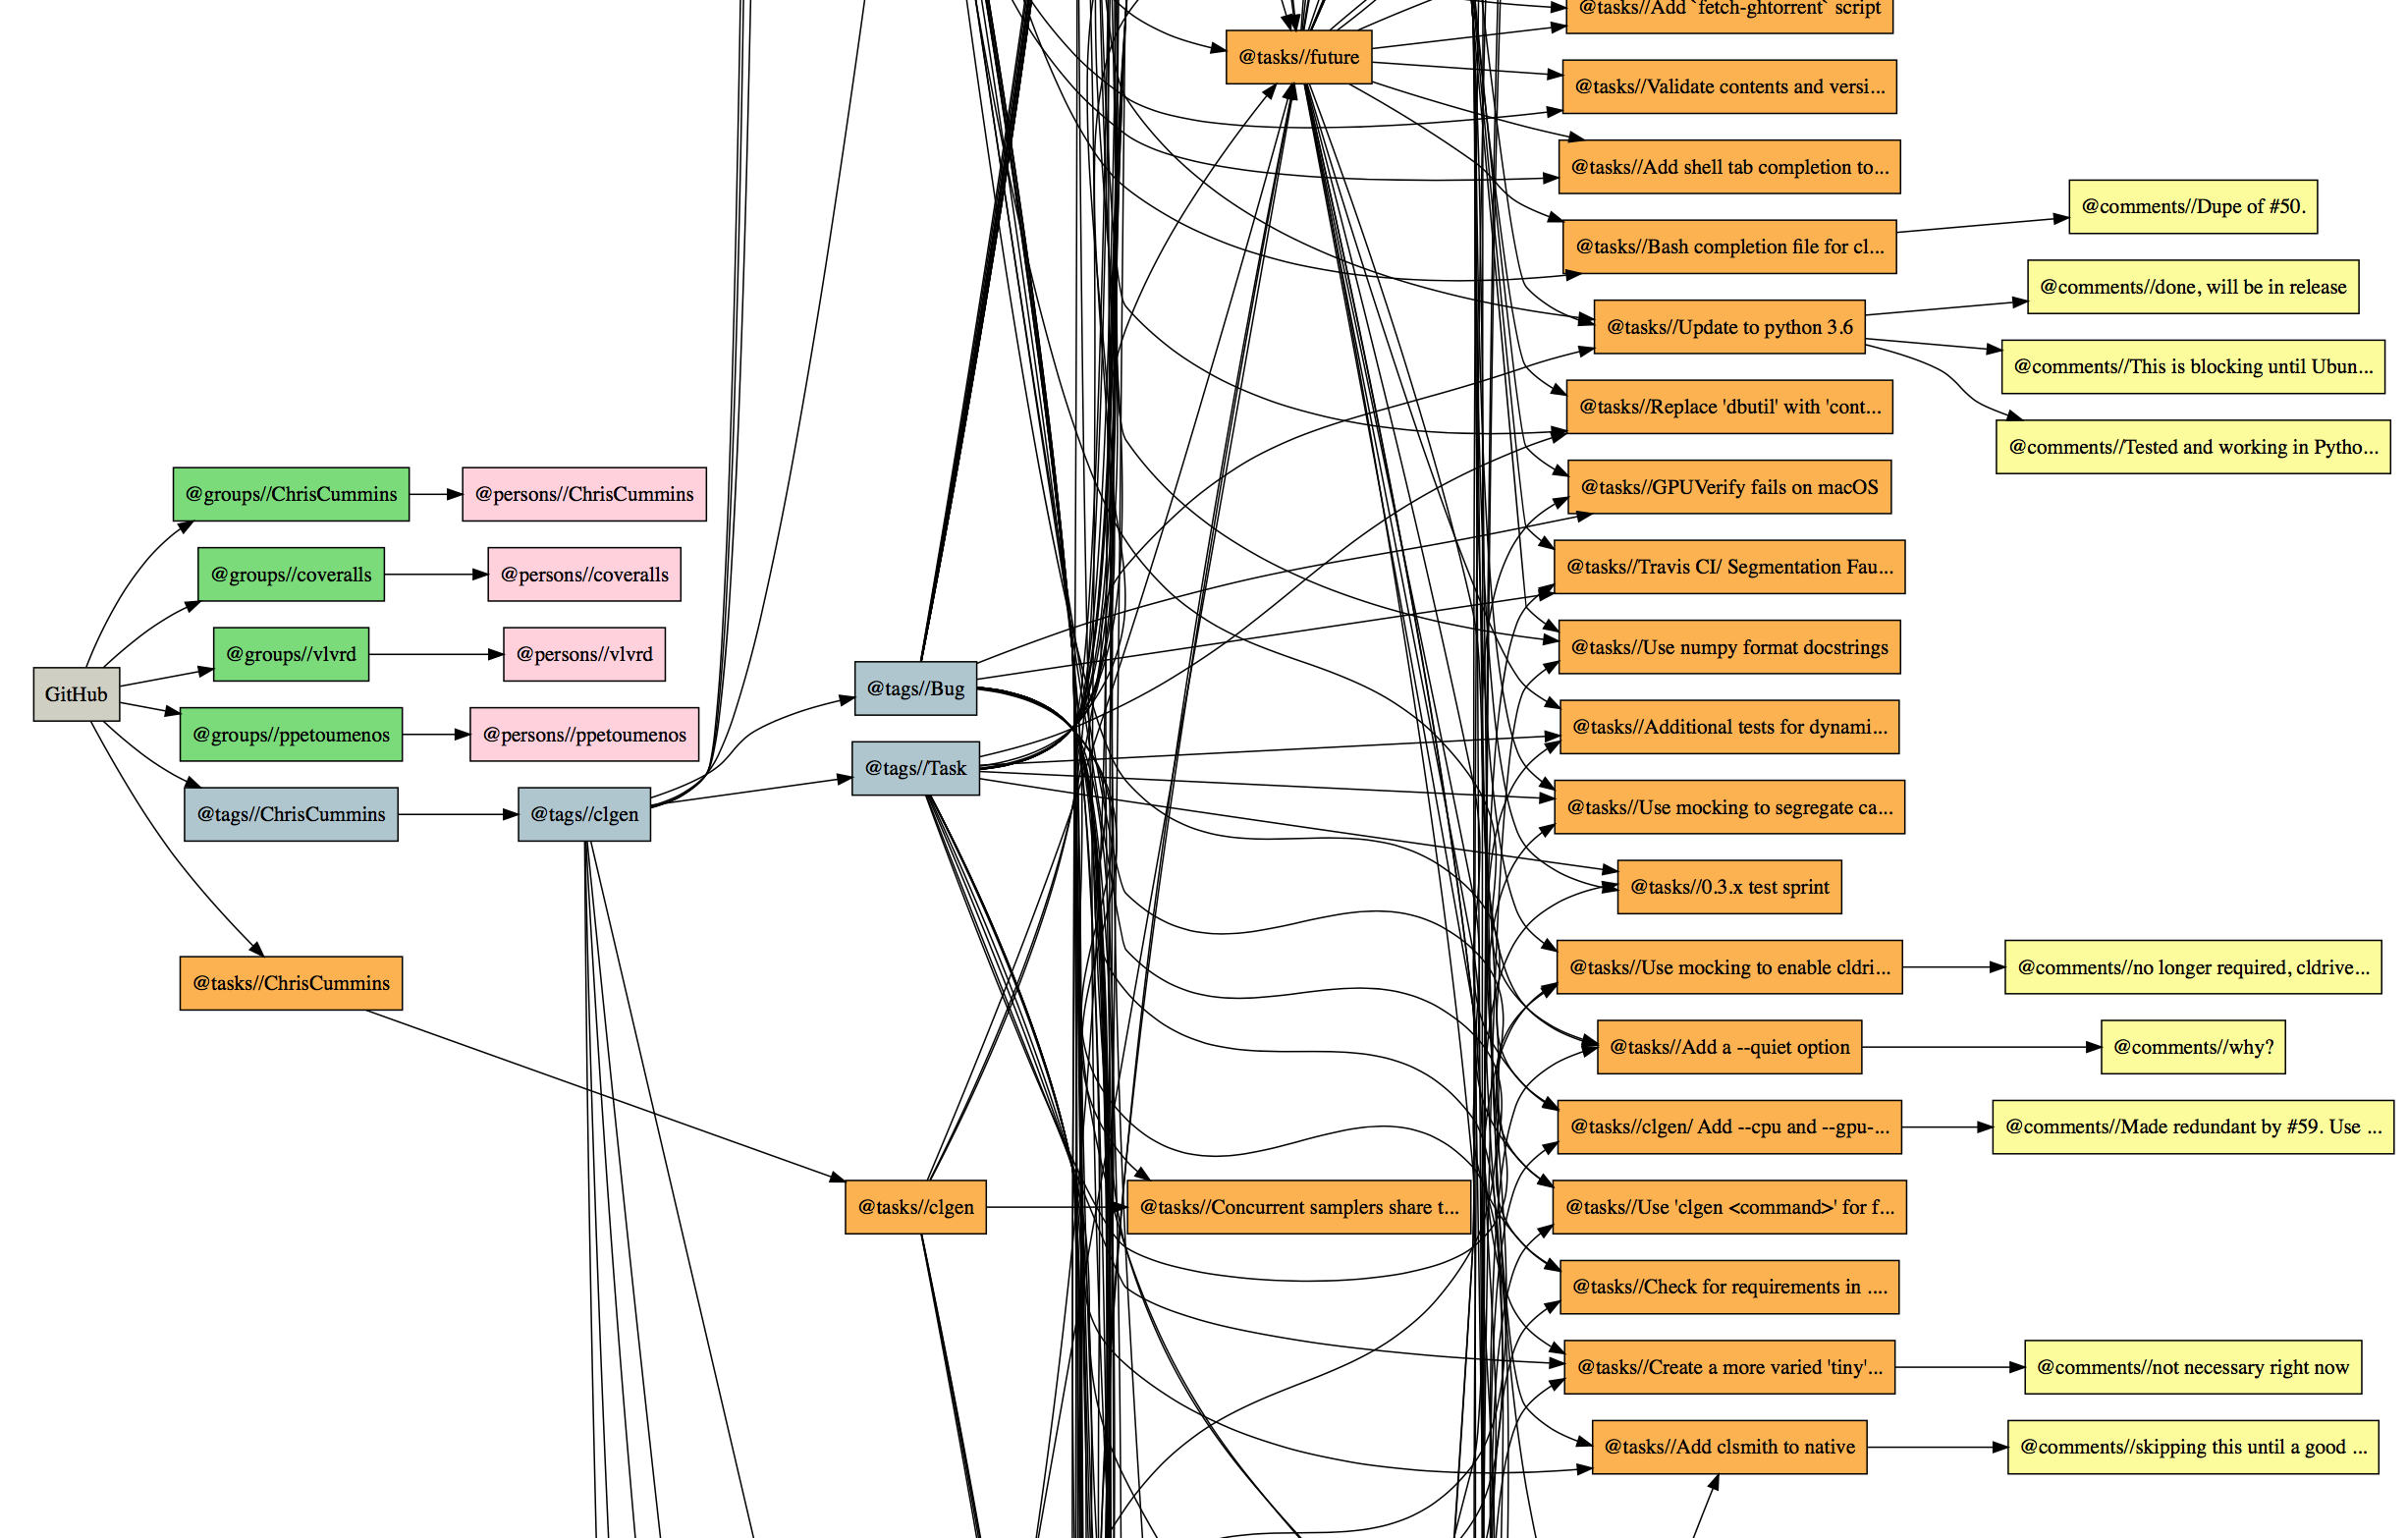 GitHub
@groups//ChrisCummins
@persons//ChrisCummins
@groups//coveralls
@persons//coveralls
@groups//vlvrd
@persons//vlvrd
@groups//ppetoumenos
@persons//ppetoumenos
@tags//ChrisCummins
@tags//clgen
@tasks//ChrisCummins
@tags//Bug
@tags//Task
@tasks//clgen
@tasks//Concurrent samplers share t...
@tasks//future
@tasks//Add `fetch-ghtorrent` script
@tasks//Validate contents and versi...
@tasks//Add shell tab completion to...
@tasks//Bash completion file for cl...
@comments//Dupe of #50.
@tasks//Update to python 3.6
@comments//done, will be in release
@comments//This is blocking until Ubun...
@comments//Tested and working in Pytho...
@tasks//Replace 'dbutil' with 'cont...
@tasks//GPUVerify fails on macOS
@tasks//Travis CI/ Segmentation Fau...
@tasks//Use numpy format docstrings
@tasks//Additional tests for dynami...
@tasks//Use mocking to segregate ca...
@tasks//0.3.x test sprint
@tasks//Use mocking to enable cldri...
@comments//no longer required, cldrive...
@tasks//Add a --quiet option
@comments//why?
@tasks//clgen/ Add --cpu and --gpu-...
@comments//Made redundant by #59. Use ...
@tasks//Use 'clgen <command>' for f...
@tasks//Check for requirements in ....
@tasks//Create a more varied 'tiny'...
@comments//not necessary right now
@tasks//Add clsmith to native
@comments//skipping this until a good ...